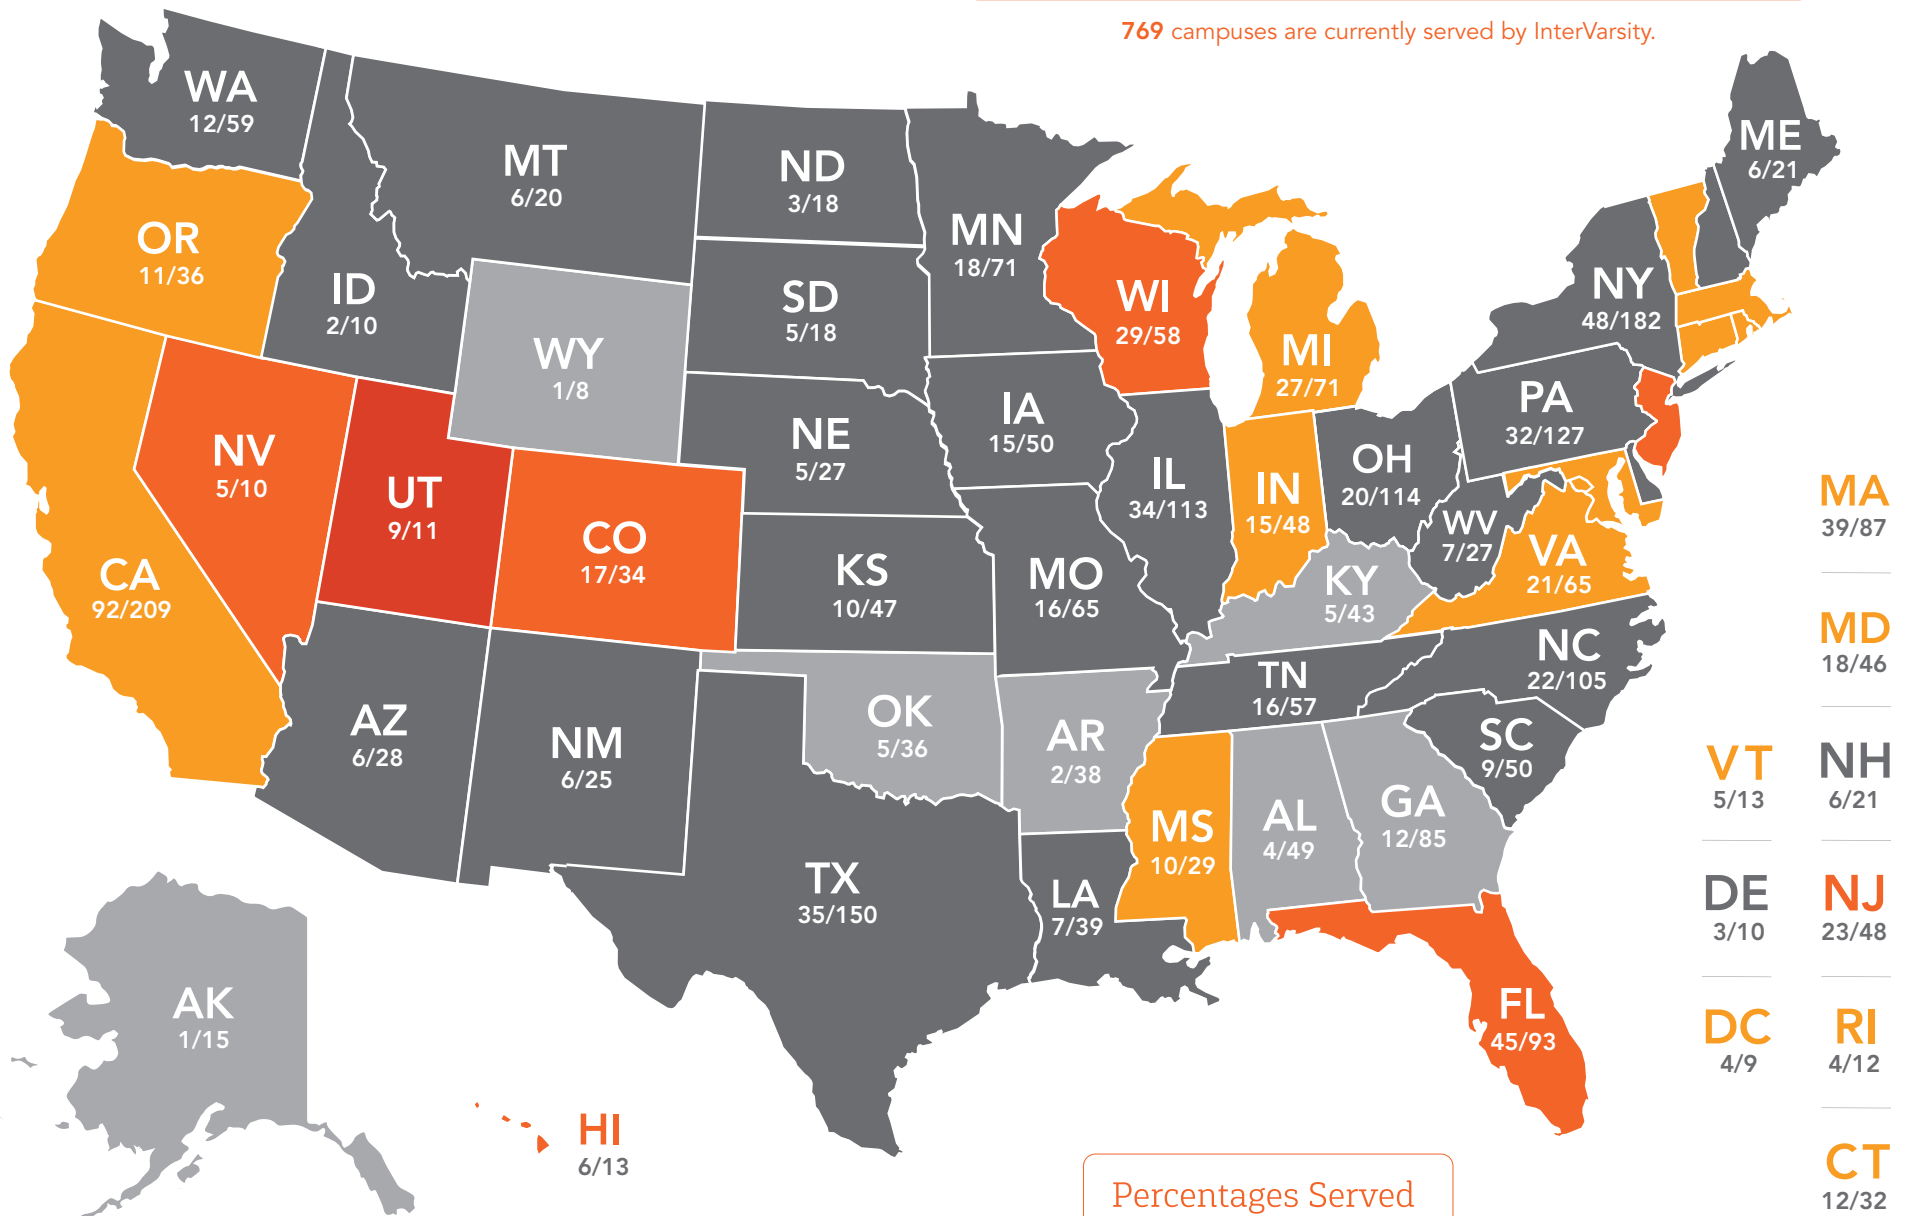 769 campuses are currently served by InterVarsity.
WA
12/59
MT
6/20
ND
3/18
MN
18/71
ME
6/21
OR
11/36
ID
2/10
WY
1/8
SD
5/18
WI
29/58
MI
27/71
NY
48/182
NV
5/10
UT
9/11
CO
17/34
NE
5/27
IA
15/50
IL
34/113
IN
15/48
OH
20/114
PA
32/127
WV
7/27
VA
21/65
CA
92/209
KS
10/47
MO
16/65
KY
5/43
NC
22/105
TN
16/57
SC
9/50
AZ
6/28
NM
6/25
OK
5/36
AR
2/38
MS
10/29
AL
4/49
GA
12/85
TX
35/150
LA
7/39
FL
45/93
AK
1/15
HI
6/13
MA
39/87
MD
18/46
VT
5/13
NH
6/21
DE
3/10
NJ
23/48
DC
4/9
RI
4/12
CT
12/32
Percentages Served